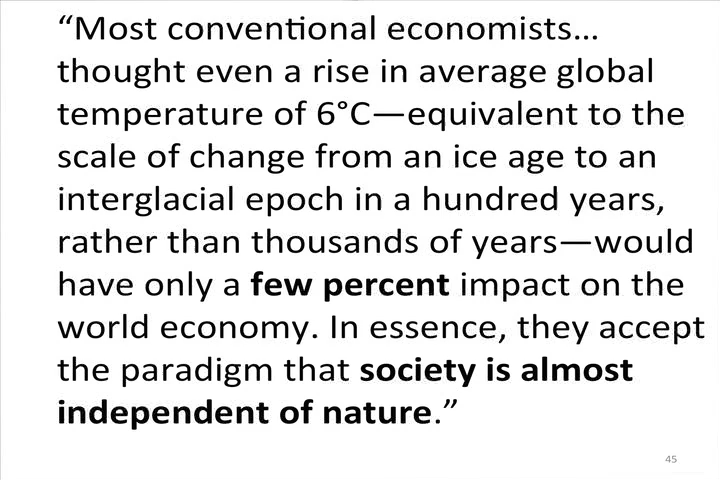 “Most conventional economists…
thought even a rise in average global
temperature of 6°C—equivalent to the
scale of change from an ice age to an
interglacial epoch in a hundred years,
rather than thousands of years—would
have only a few percent impact on the
world economy. In essence, they accept
the paradigm that society is almost
independent of nature.”
45